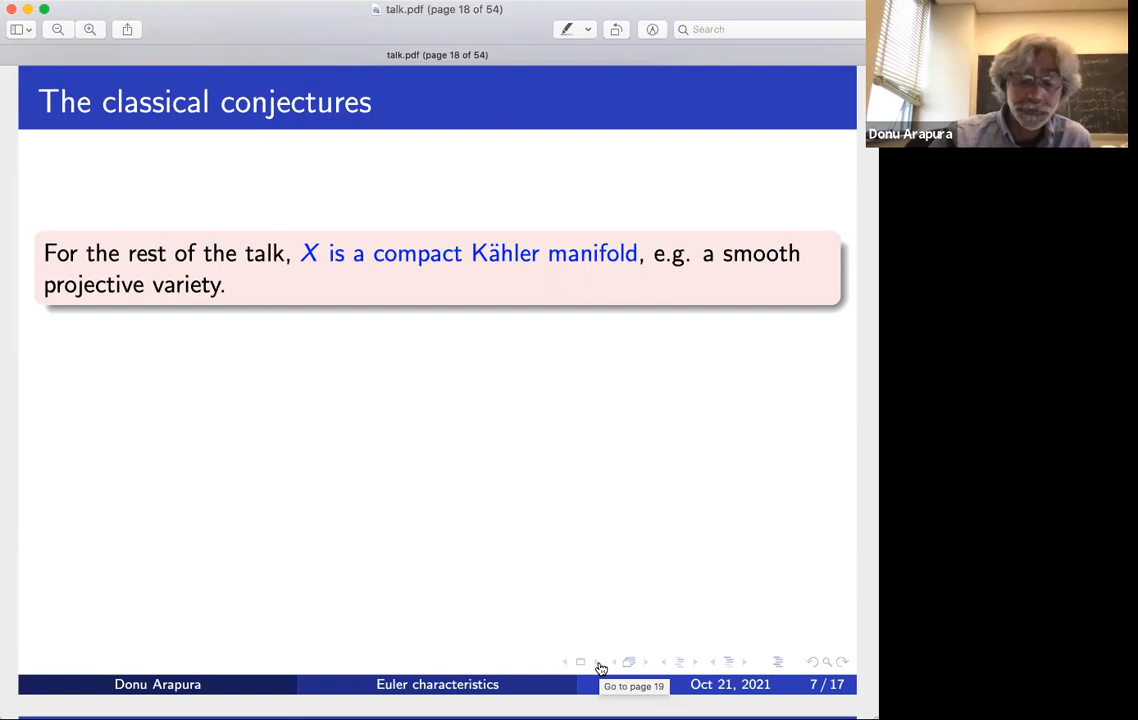 talk.pdf (page 18 of 54)
Search
talk.pdf (page 18 of 54)
The classical conjectures
For the rest of the talk, X is a compact Kähler manifold, e.g. a smooth
projective variety.
Donu Arapura
Go to page 19
Donu Arapura Euler characteristics Oct 21, 2021 7 / 17